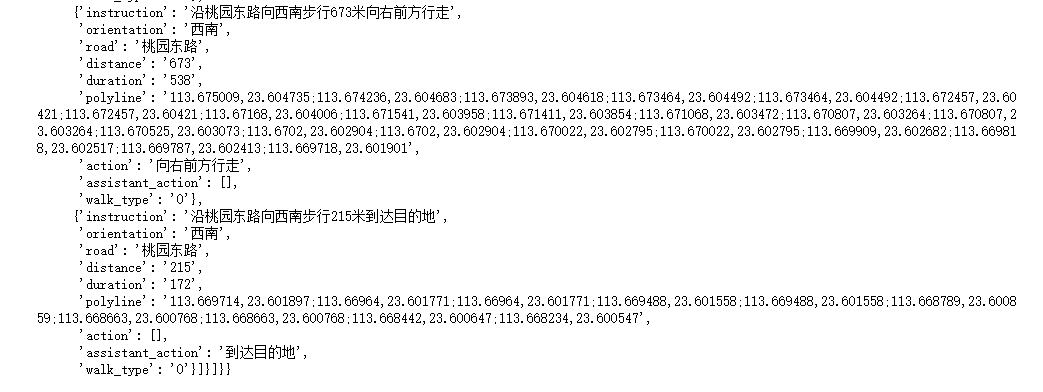 {'instruction': '沿桃园东路向西南步行673米向右前方行走',
'orientation': '西南',
'road': '桃园东路',
'distance': '673',
'duration': '538',
'polyline': '113.675009,23.604735;113.674236,23.604683;113.673893,23.604618;113.673464,23.604492;113.673464,23.604492;113.672457,23.60
421;113.672457,23.60421;113.67168,23.604006;113.671541,23.603958;113.671411,23.603854;113.671068,23.603472;113.670807,23.603264;113.670807,2
3.603264;113.670525,23.603073;113.6702,23.602904;113.6702,23.602904;113.670022,23.602795;113.670022,23.602795;113.669909,23.602682;113.66981
8,23.602517;113.669787,23.602413;113.669718,23.601901',
'action': '向右前方行走',
'assistant_action': [],
'walk_type': '0'},
{'instruction': '沿桃园东路向西南步行215米到达目的地',
'orientation': '西南',
'road': '桃园东路',
'distance': '215',
'duration': '172',
'polyline': '113.669714,23.601897;113.66964,23.601771;113.66964,23.601771;113.669488,23.601558;113.669488,23.601558;113.668789,23.6008
59;113.668663,23.600768;113.668663,23.600768;113.668442,23.600647;113.668234,23.600547',
'action': [],
'assistant_action': '到达目的地',
'walk_type': '0'}]}]}}